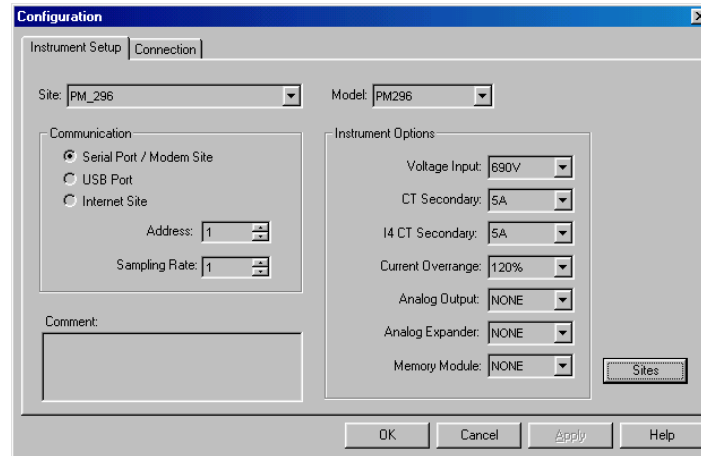 Configuration
Instrument Setup
Connection
Site: PM_296
Model: PM296
Communication
Serial Port / Modem Site
USB Port
Internet Site
Address: 1
Sampling Rate: 1
Comment:
Instrument Options
Voltage Input: 690V
CT Secondary: 5A
I4 CT Secondary: 5A
Current Overrange: 120%
Analog Output: NONE
Analog Expander: NONE
Memory Module: NONE
Sites
OK
Cancel
Apply
Help